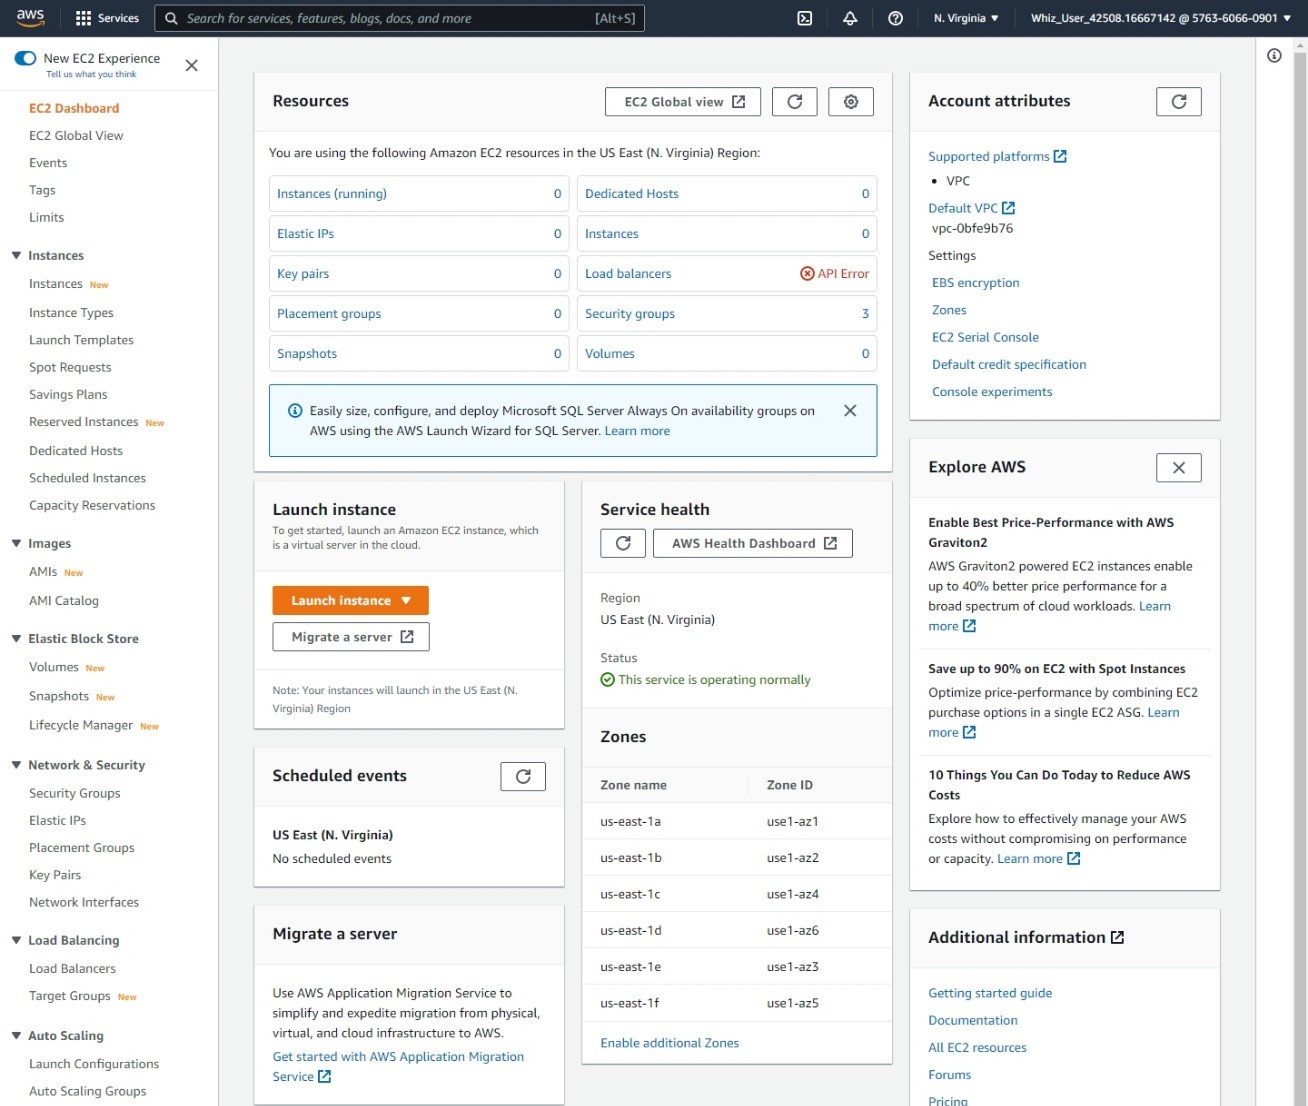 aws
Services
Search for services, features, blogs, docs, and more
[Alt+S]
N. Virginia ▼
Whiz_User_42508.16667142 @ 5763-6066-0901 ▼
New EC2 Experience
Tell us what you think
EC2 Dashboard
EC2 Global View
Events
Tags
Limits
Instances
Instances New
Instance Types
Launch Templates
Spot Requests
Savings Plans
Reserved Instances New
Dedicated Hosts
Scheduled Instances
Capacity Reservations
Images
AMIs New
AMI Catalog
Elastic Block Store
Volumes New
Snapshots New
Lifecycle Manager New
Network & Security
Security Groups
Elastic IPs
Placement Groups
Key Pairs
Network Interfaces
Load Balancing
Load Balancers
Target Groups New
Auto Scaling
Launch Configurations
Auto Scaling Groups
Resources
EC2 Global view
You are using the following Amazon EC2 resources in the US East (N. Virginia) Region:
Instances (running) 0
Dedicated Hosts 0
Elastic IPs 0
Instances 0
Key pairs 0
Load balancers API Error
Placement groups 0
Security groups 3
Snapshots 0
Volumes 0
Easily size, configure, and deploy Microsoft SQL Server Always On availability groups on
AWS using the AWS Launch Wizard for SQL Server. Learn more
Launch instance
To get started, launch an Amazon EC2 instance, which
is a virtual server in the cloud.
Launch instance ▼
Migrate a server
Note: Your instances will launch in the US East (N.
Virginia) Region
Scheduled events
US East (N. Virginia)
No scheduled events
Migrate a server
Use AWS Application Migration Service to
simplify and expedite migration from physical,
virtual, and cloud infrastructure to AWS.
Get started with AWS Application Migration
Service
Service health
AWS Health Dashboard
Region
US East (N. Virginia)
Status
This service is operating normally
Zones
Zone name Zone ID
us-east-1a use1-az1
us-east-1b use1-az2
us-east-1c use1-az4
us-east-1d use1-az6
us-east-1e use1-az3
us-east-1f use1-az5
Enable additional Zones
Account attributes
Supported platforms
• VPC
Default VPC
vpc-0bfe9b76
Settings
EBS encryption
Zones
EC2 Serial Console
Default credit specification
Console experiments
Explore AWS
Enable Best Price-Performance with AWS
Graviton2
AWS Graviton2 powered EC2 instances enable
up to 40% better price performance for a
broad spectrum of cloud workloads. Learn
more
Save up to 90% on EC2 with Spot Instances
Optimize price-performance by combining EC2
purchase options in a single EC2 ASG. Learn
more
10 Things You Can Do Today to Reduce AWS
Costs
Explore how to effectively manage your AWS
costs without compromising on performance
or capacity. Learn more
Additional information
Getting started guide
Documentation
All EC2 resources
Forums
Pricing